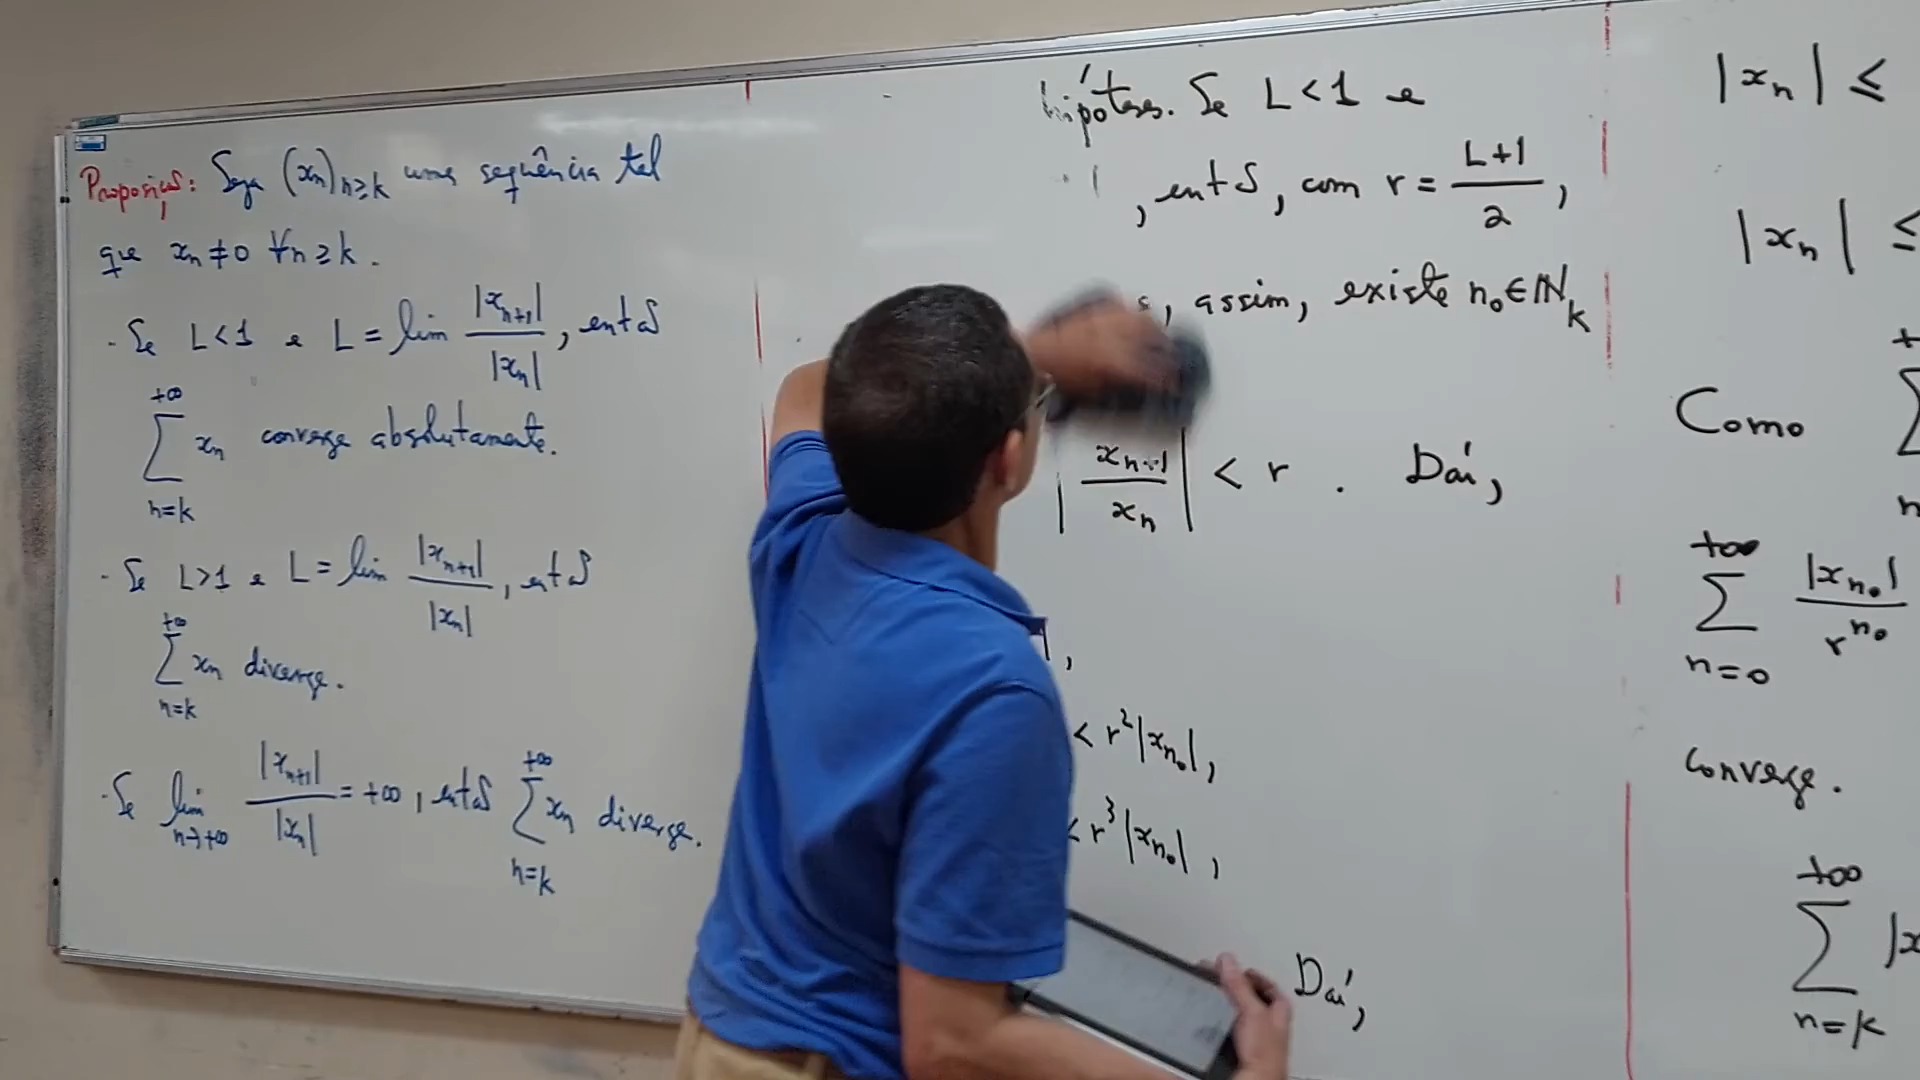 Proposição: Seja (xₙ)ₙ≥ₖ uma sequência tal
que xₙ ≠ 0 ∀n ≥ k.
· Se L < 1 e L = lim |xₙ₊₁| / |xₙ|, então
∑_{n=k}^{+∞} xₙ converge absolutamente.
· Se L > 1 e L = lim |xₙ₊₁| / |xₙ|, então
∑_{n=k}^{+∞} xₙ diverge.
· Se lim_{n→+∞} |xₙ₊₁| / |xₙ| = +∞, então ∑_{n=k}^{+∞} xₙ diverge.
hipóteses. Se L < 1 e
, então, com r = (L+1)/2,
, assim, existe n₀ ∈ ℕₖ
|xₙ₊₁ / xₙ| < r . Daí,
|,
< r²|xₙ₀|,
< r³|xₙ₀|,
Daí,
|xₙ| ≤
|xₙ| ≤
Como
∑_{n=0}^{+∞} |xₙ₀| / r^{n₀}
converge.
∑_{n=k}^{+∞} |x